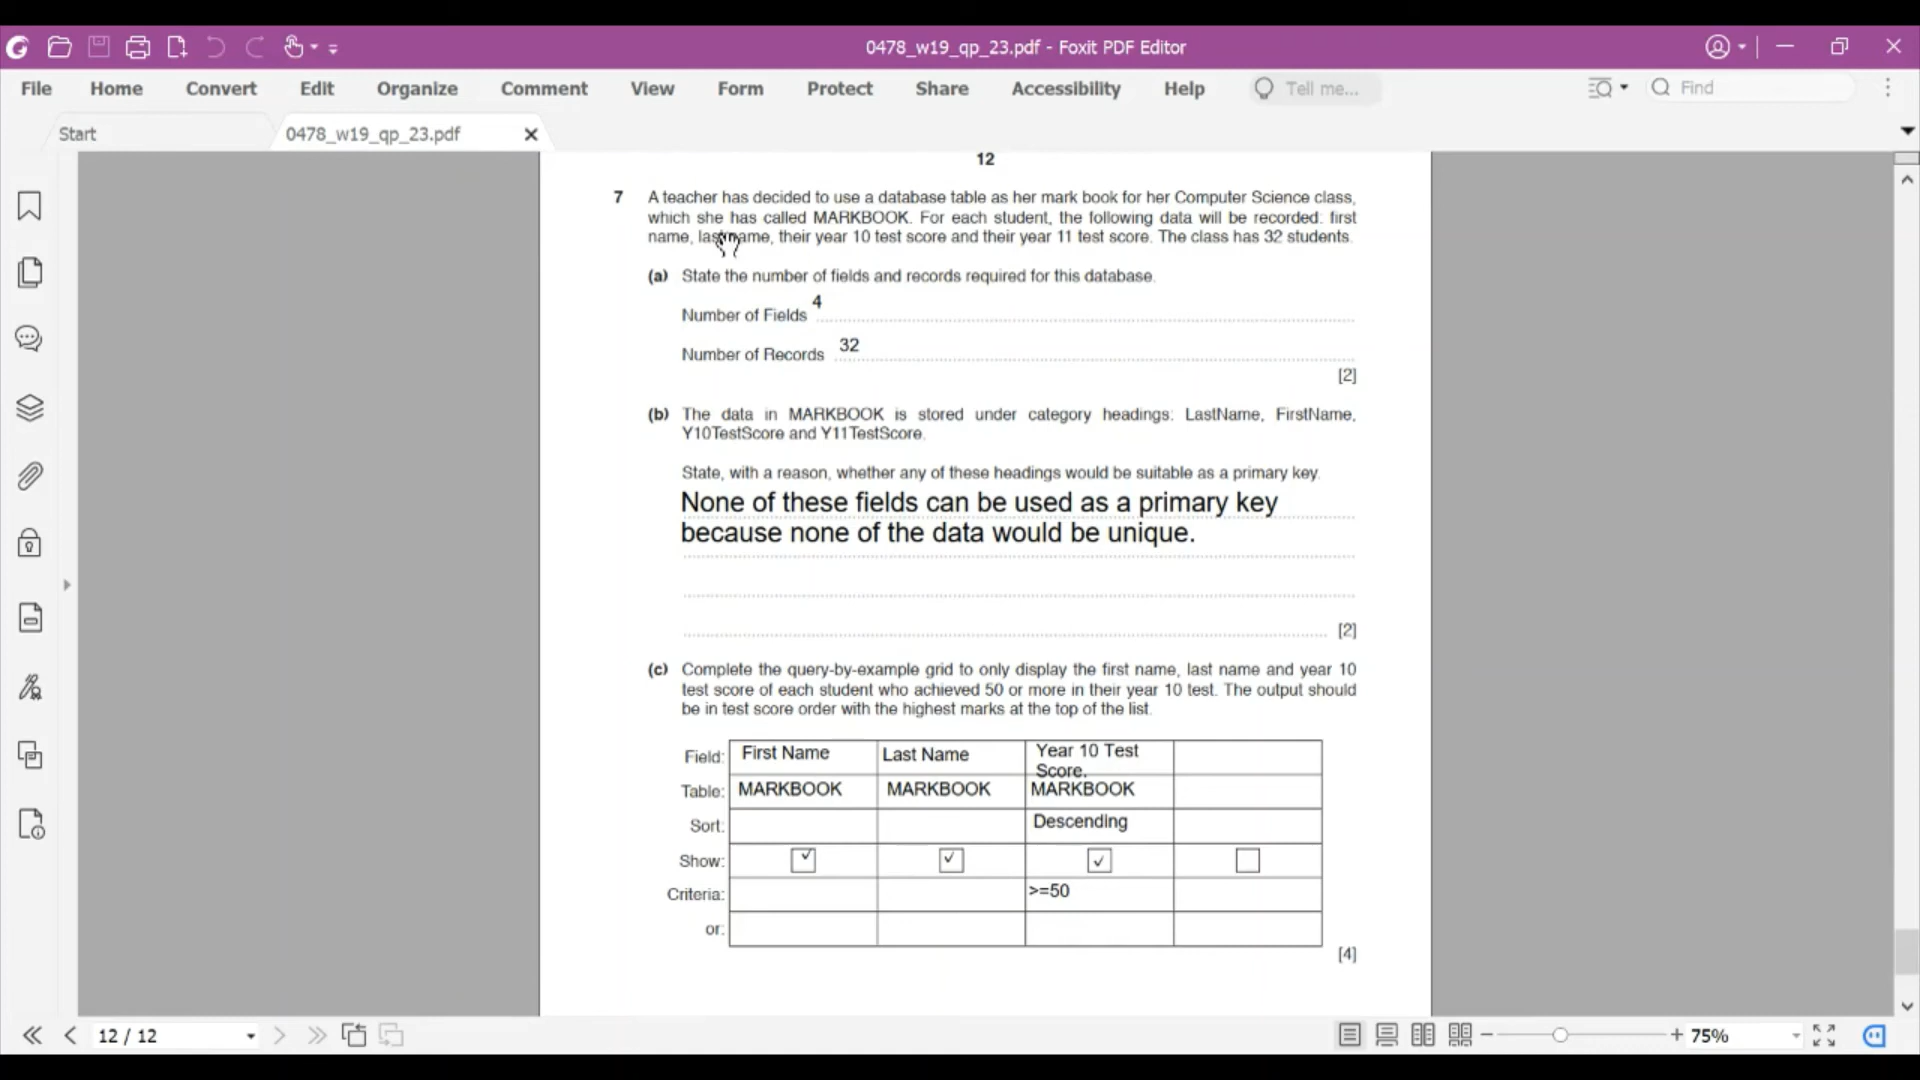 0478_w19_qp_23.pdf - Foxit PDF Editor
File Home Convert Edit Organize Comment View Form Protect Share Accessibility Help Tell me... Find
Start 0478_w19_qp_23.pdf
12
7 A teacher has decided to use a database table as her mark book for her Computer Science class,
which she has called MARKBOOK. For each student, the following data will be recorded: first
name, last name, their year 10 test score and their year 11 test score. The class has 32 students.
(a) State the number of fields and records required for this database.
Number of Fields 4
Number of Records 32
[2]
(b) The data in MARKBOOK is stored under category headings: LastName, FirstName,
Y10TestScore and Y11TestScore.
State, with a reason, whether any of these headings would be suitable as a primary key.
None of these fields can be used as a primary key
because none of the data would be unique.
[2]
(c) Complete the query-by-example grid to only display the first name, last name and year 10
test score of each student who achieved 50 or more in their year 10 test. The output should
be in test score order with the highest marks at the top of the list.
Field: First Name Last Name Year 10 Test
Score.
Table: MARKBOOK MARKBOOK MARKBOOK
Sort: Descending
Show: ✓ ✓ ✓
Criteria: >=50
or:
[4]
12 / 12 75%